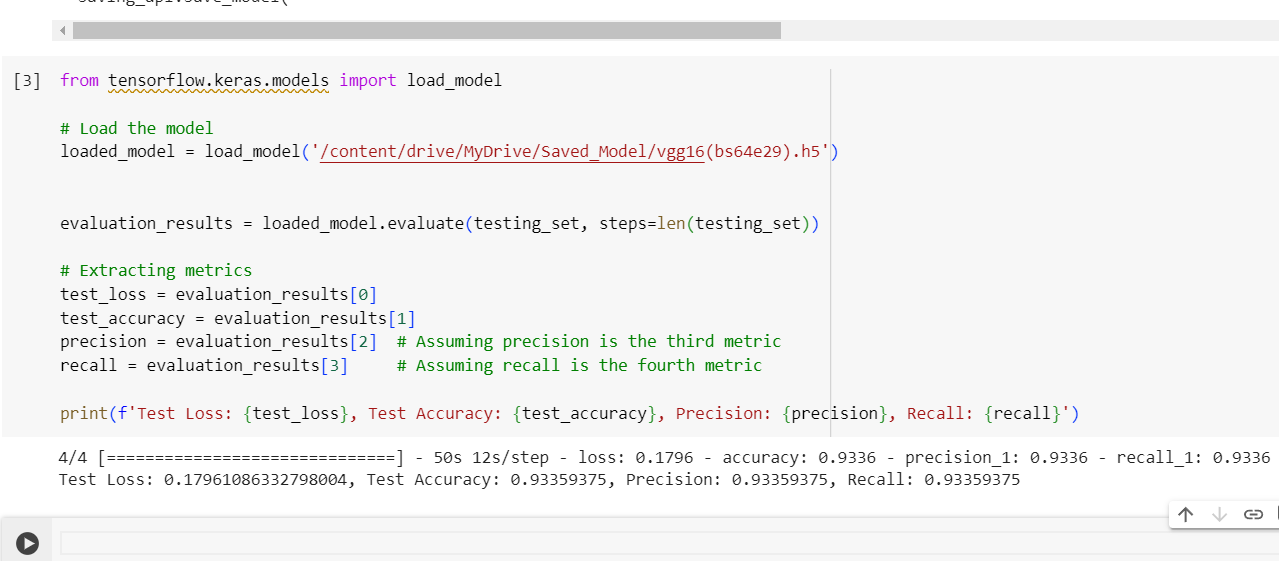 saving_api.save_model(
[3] from tensorflow.keras.models import load_model
# Load the model
loaded_model = load_model('/content/drive/MyDrive/Saved_Model/vgg16(bs64e29).h5')
evaluation_results = loaded_model.evaluate(testing_set, steps=len(testing_set))
# Extracting metrics
test_loss = evaluation_results[0]
test_accuracy = evaluation_results[1]
precision = evaluation_results[2]  # Assuming precision is the third metric
recall = evaluation_results[3]     # Assuming recall is the fourth metric
print(f'Test Loss: {test_loss}, Test Accuracy: {test_accuracy}, Precision: {precision}, Recall: {recall}')
4/4 [==============================] - 50s 12s/step - loss: 0.1796 - accuracy: 0.9336 - precision_1: 0.9336 - recall_1: 0.9336
Test Loss: 0.17961086332798004, Test Accuracy: 0.93359375, Precision: 0.93359375, Recall: 0.93359375